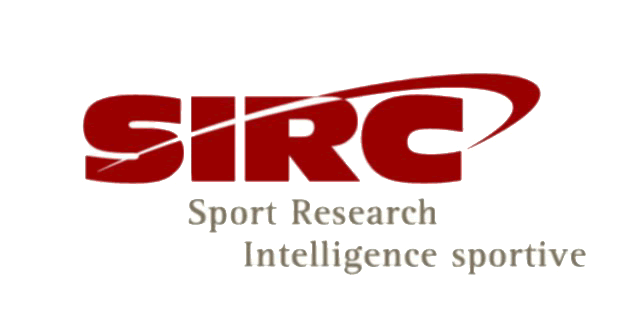 SIRC
Sport Research
Intelligence sportive